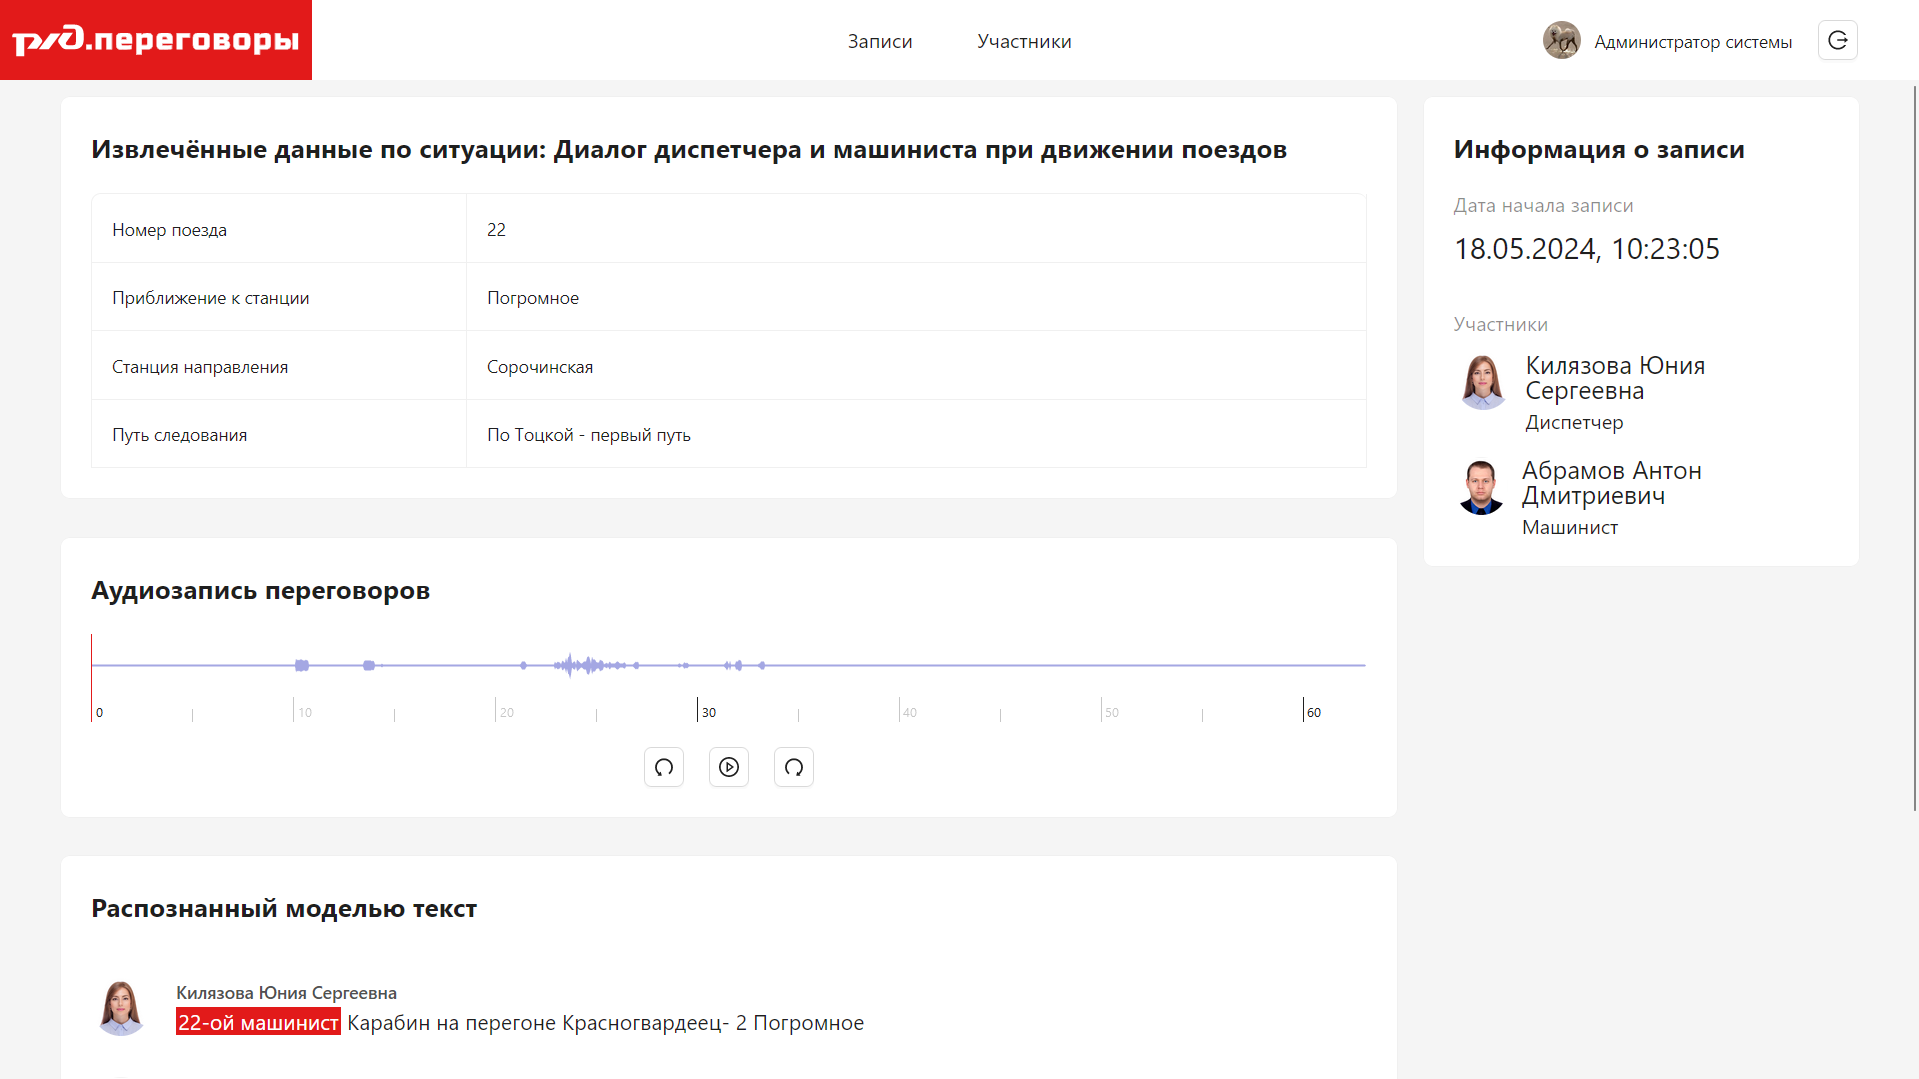 ржд.переговоры
Записи
Участники
Администратор системы
Извлечённые данные по ситуации: Диалог диспетчера и машиниста при движении поездов
Номер поезда 22
Приближение к станции Погромное
Станция направления Сорочинская
Путь следования По Тоцкой - первый путь
Информация о записи
Дата начала записи
18.05.2024, 10:23:05
Участники
Килязова Юния
Сергеевна
Диспетчер
Абрамов Антон
Дмитриевич
Машинист
Аудиозапись переговоров
0 10 20 30 40 50 60
Распознанный моделью текст
Килязова Юния Сергеевна
22-ой машинист Карабин на перегоне Красногвардеец- 2 Погромное